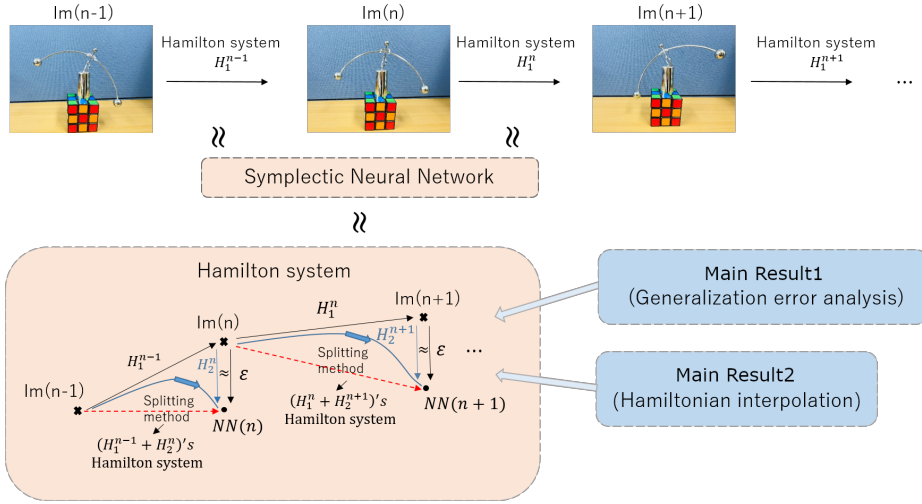 Im(n-1)
Im(n)
Im(n+1)
Hamilton system
H_1^{n-1}
Hamilton system
H_1^n
Hamilton system
H_1^{n+1}
...
≈
≈
Symplectic Neural Network
≈
Hamilton system
Main Result1
(Generalization error analysis)
Im(n+1)
H_1^n
Im(n)
H_2^{n+1}
≈
ε
...
H_1^{n-1}
H_2^n
≈
ε
Splitting
method
Im(n-1)
Main Result2
(Hamiltonian interpolation)
Splitting
method
NN(n)
(H_1^n + H_2^{n+1})'s
Hamilton system
NN(n + 1)
(H_1^{n-1} + H_2^n)'s
Hamilton system